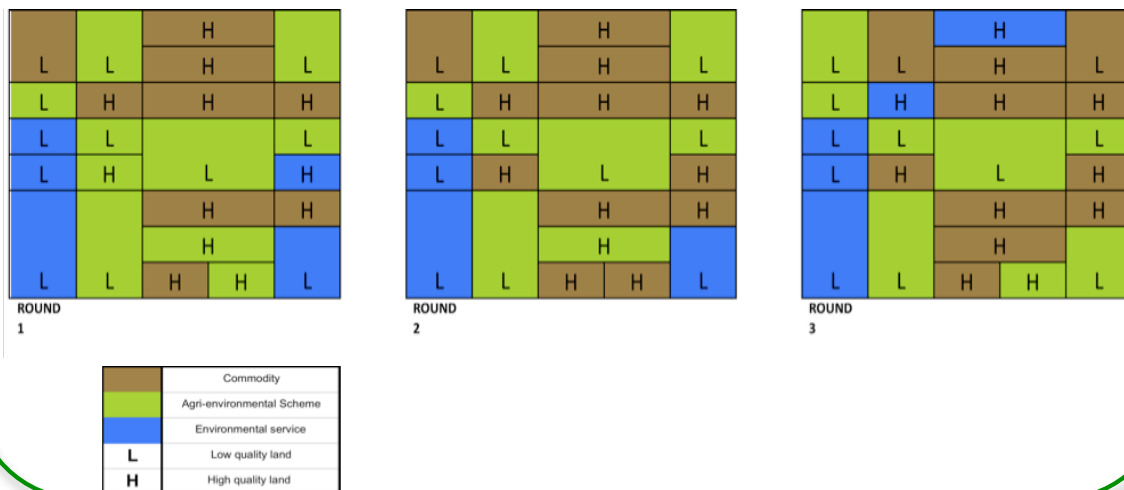 H
L L H L
L H H H
L L L
L H L H
H H
H
L L H H L
ROUND
1
H
L L H L
L H H H
L L L
L H L H
H H
H
L L H H L
ROUND
2
H
L L H L
L H H H
L L L
L H L H
H H
H
L L H H L
ROUND
3
Commodity
Agri-environmental Scheme
Environmental service
L Low quality land
H High quality land